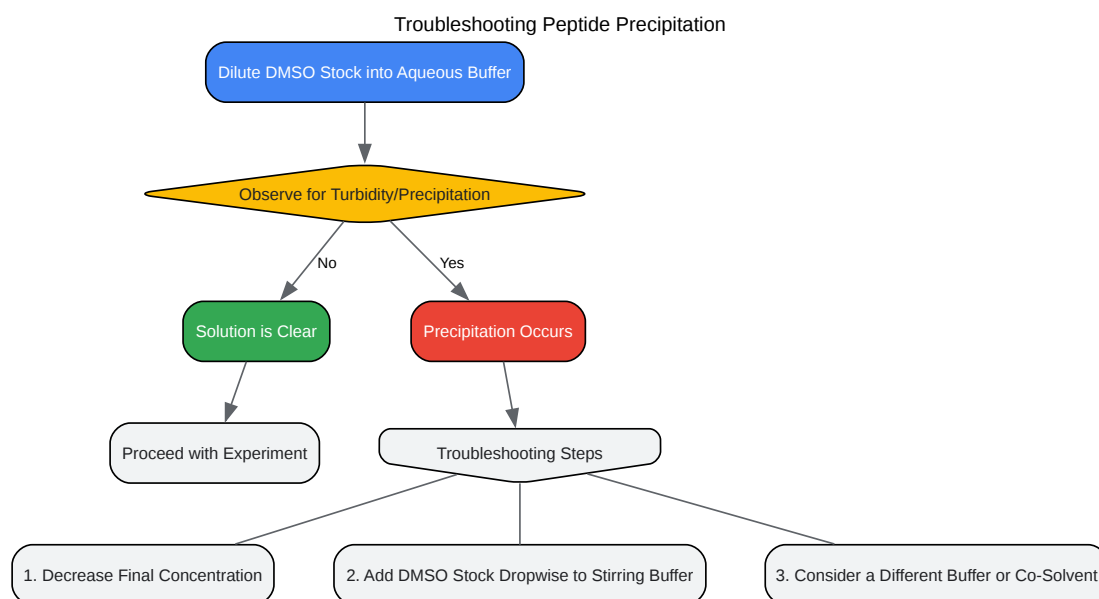 Troubleshooting Peptide Precipitation
Dilute DMSO Stock into Aqueous Buffer
Observe for Turbidity/Precipitation
No
Yes
Solution is Clear
Precipitation Occurs
Proceed with Experiment
Troubleshooting Steps
1. Decrease Final Concentration
2. Add DMSO Stock Dropwise to Stirring Buffer
3. Consider a Different Buffer or Co-Solvent